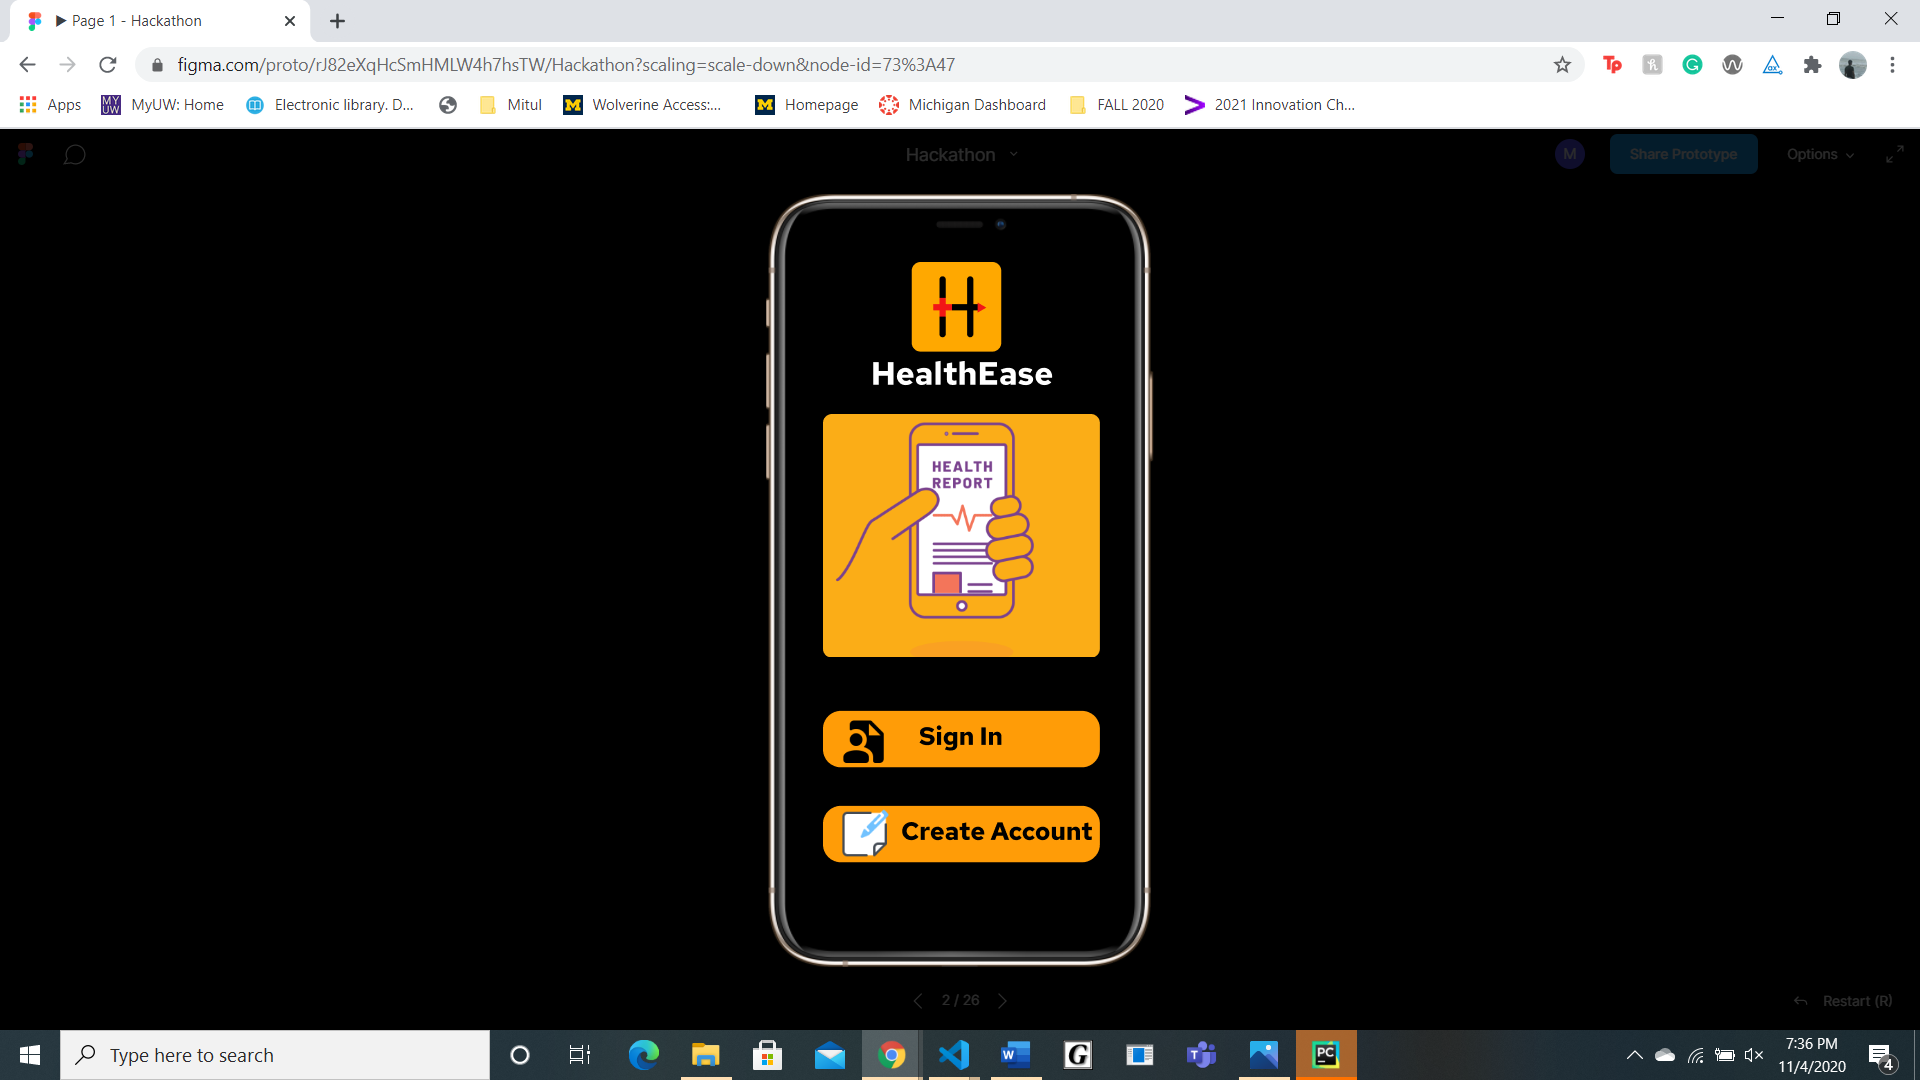 Page 1 - Hackathon
figma.com/proto/rJ82eXqHcSmHMLW4h7hsTW/Hackathon?scaling=scale-down&node-id=73%3A47
Apps
MY UW
MyUW: Home
Electronic library. D...
Mitul
M
Wolverine Access:...
M
Homepage
Michigan Dashboard
FALL 2020
2021 Innovation Ch...
Hackathon
M
Share Prototype
Options
H
HealthEase
HEALTH
REPORT
Sign In
Create Account
2 / 26
Restart (R)
Type here to search
7:36 PM
11/4/2020
4